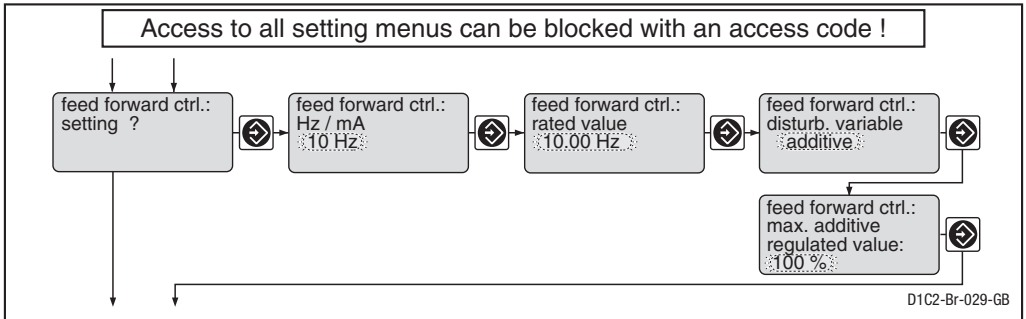 Access to all setting menus can be blocked with an access code !
feed forward ctrl.:
setting ?
feed forward ctrl.:
Hz / mA
10 Hz
feed forward ctrl.:
rated value
10.00 Hz
feed forward ctrl.:
disturb. variable
additive
feed forward ctrl.:
max. additive
regulated value:
100 %
D1C2-Br-029-GB